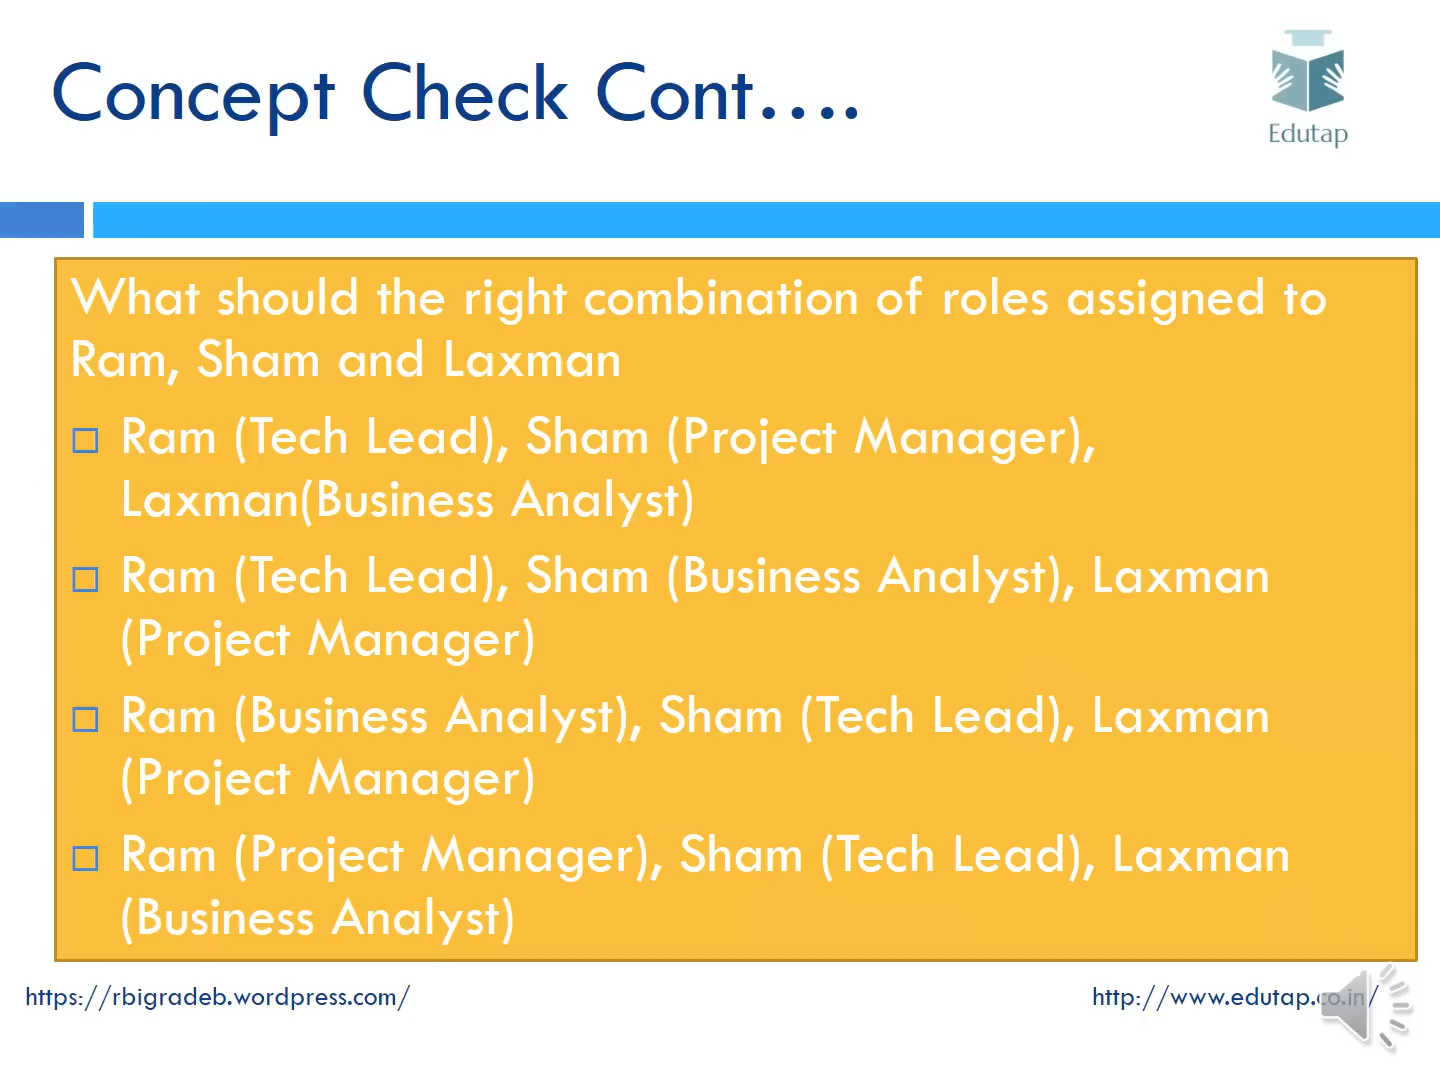 Concept Check Cont....
Edutap
What should the right combination of roles assigned to
Ram, Sham and Laxman
Ram (Tech Lead), Sham (Project Manager),
Laxman(Business Analyst)
Ram (Tech Lead), Sham (Business Analyst), Laxman
(Project Manager)
Ram (Business Analyst), Sham (Tech Lead), Laxman
(Project Manager)
Ram (Project Manager), Sham (Tech Lead), Laxman
(Business Analyst)
https://rbigradeb.wordpress.com/
http://www.edutap.co.in/